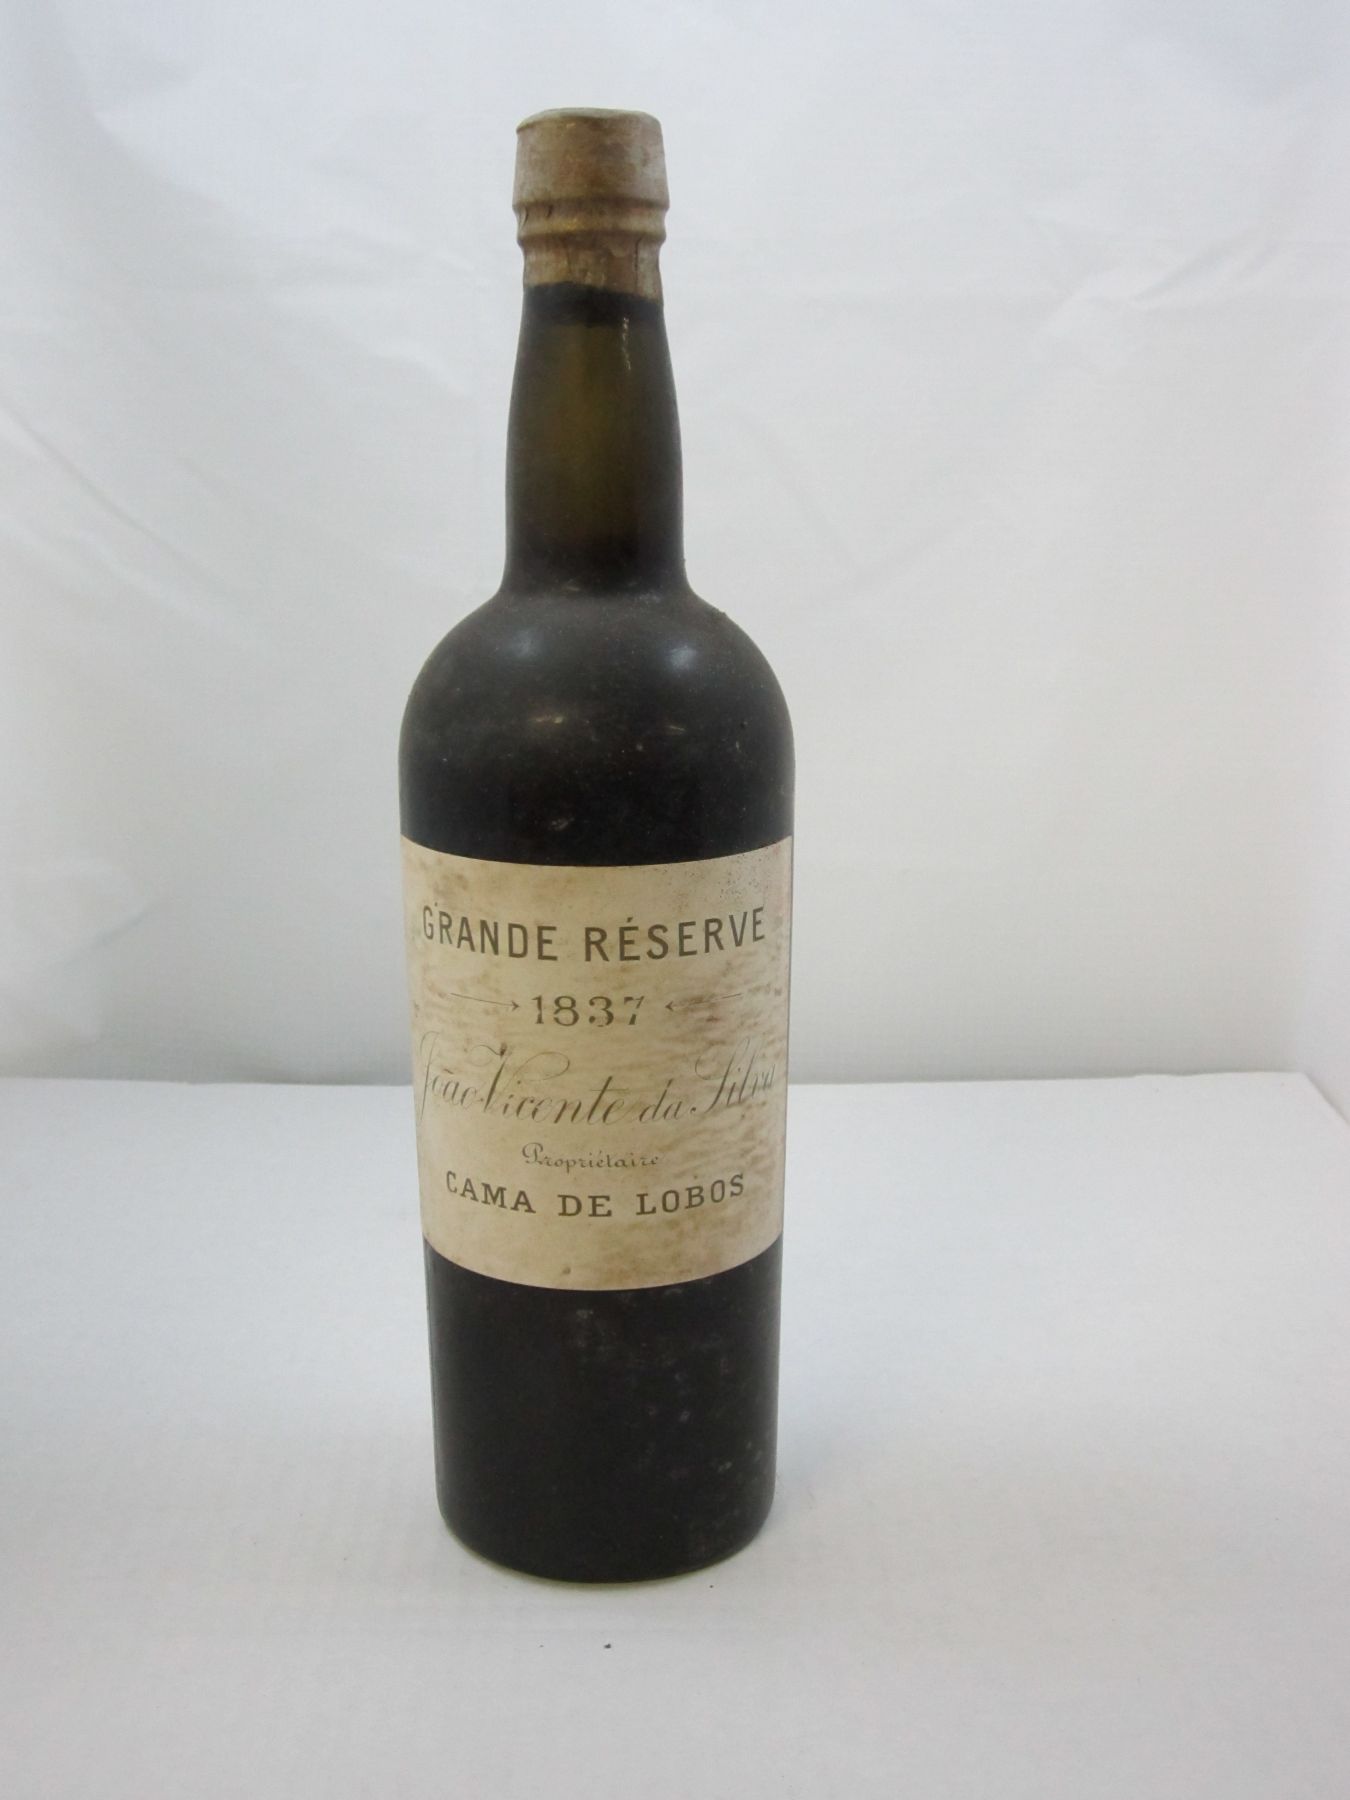 GRANDE RÉSERVE
1837
João Vicente da Silva
Propriétaire
CAMA DE LOBOS